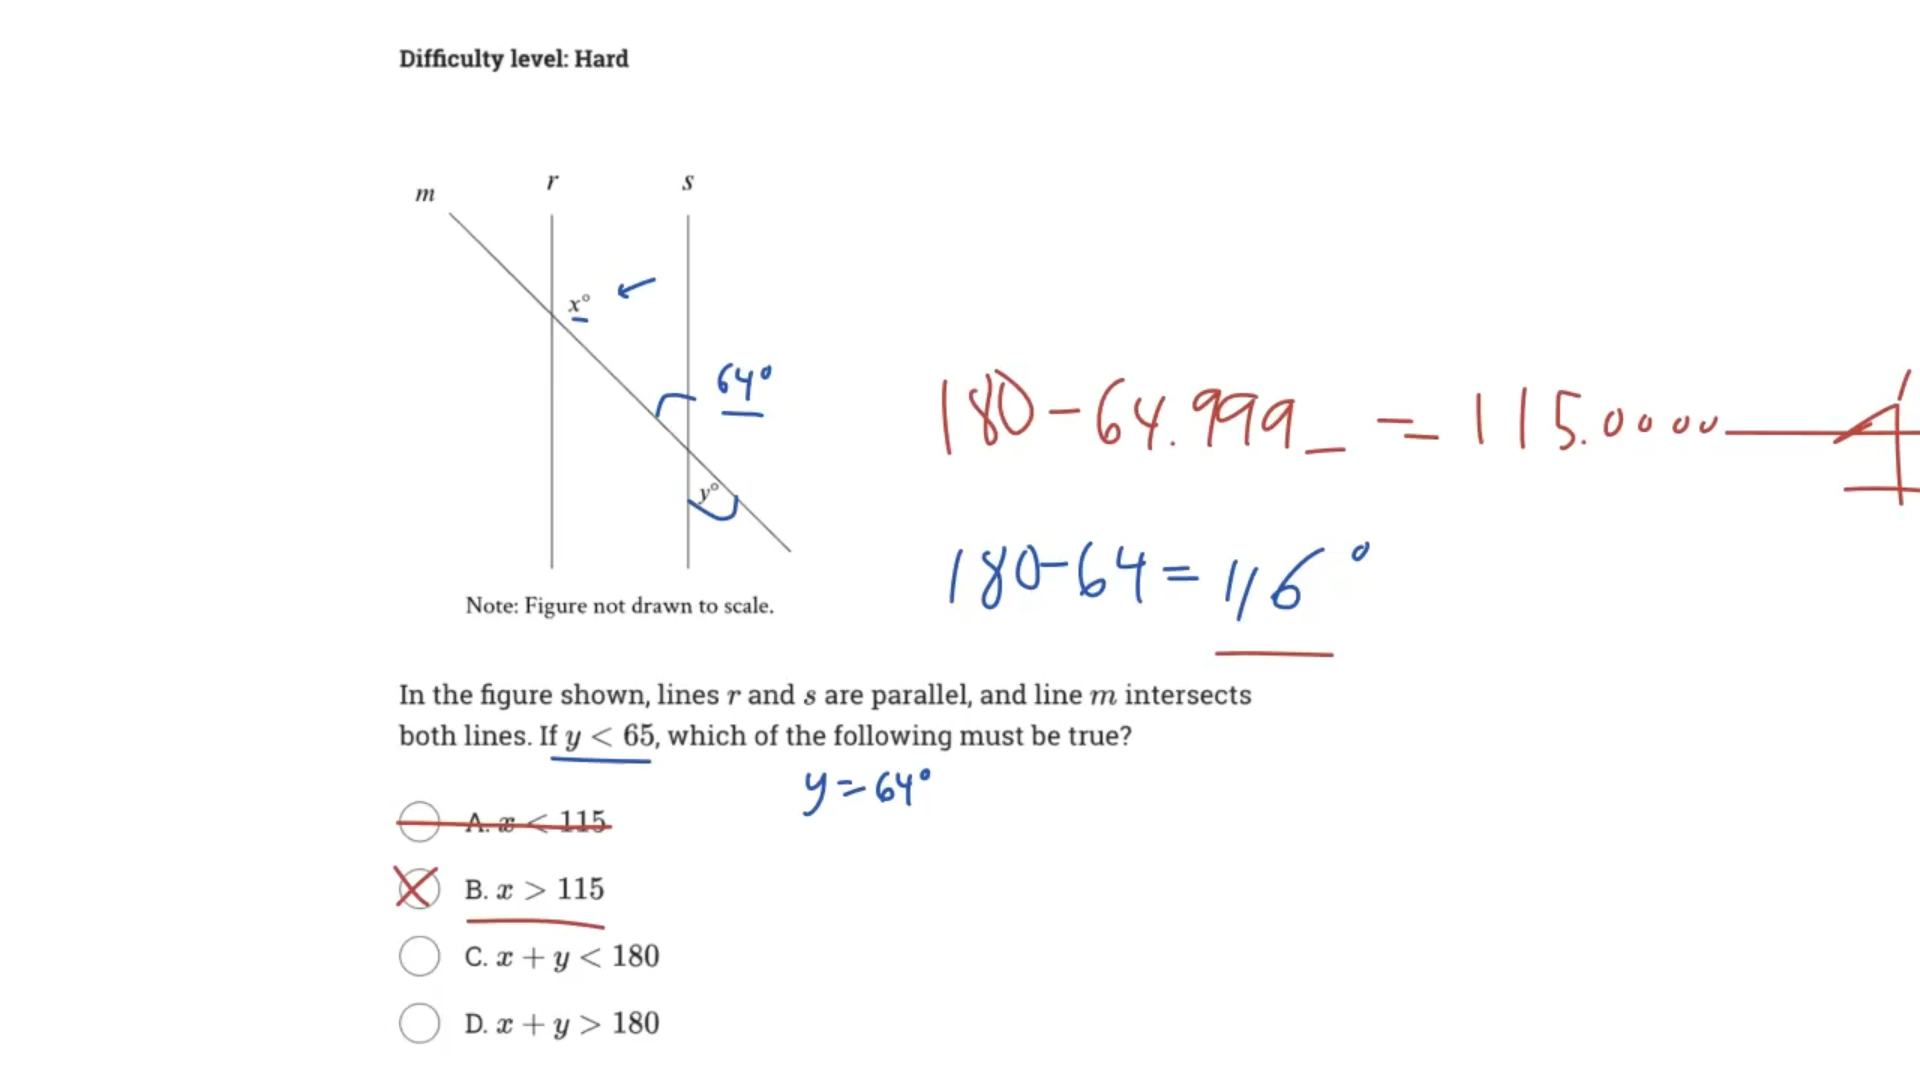 Difficulty level: Hard
m r s
x°
64°
y°
180-64.999_ = 115.0000
180-64 = 116°
Note: Figure not drawn to scale.
In the figure shown, lines r and s are parallel, and line m intersects
both lines. If y < 65, which of the following must be true?
y=64°
A. x < 115
B. x > 115
C. x + y < 180
D. x + y > 180